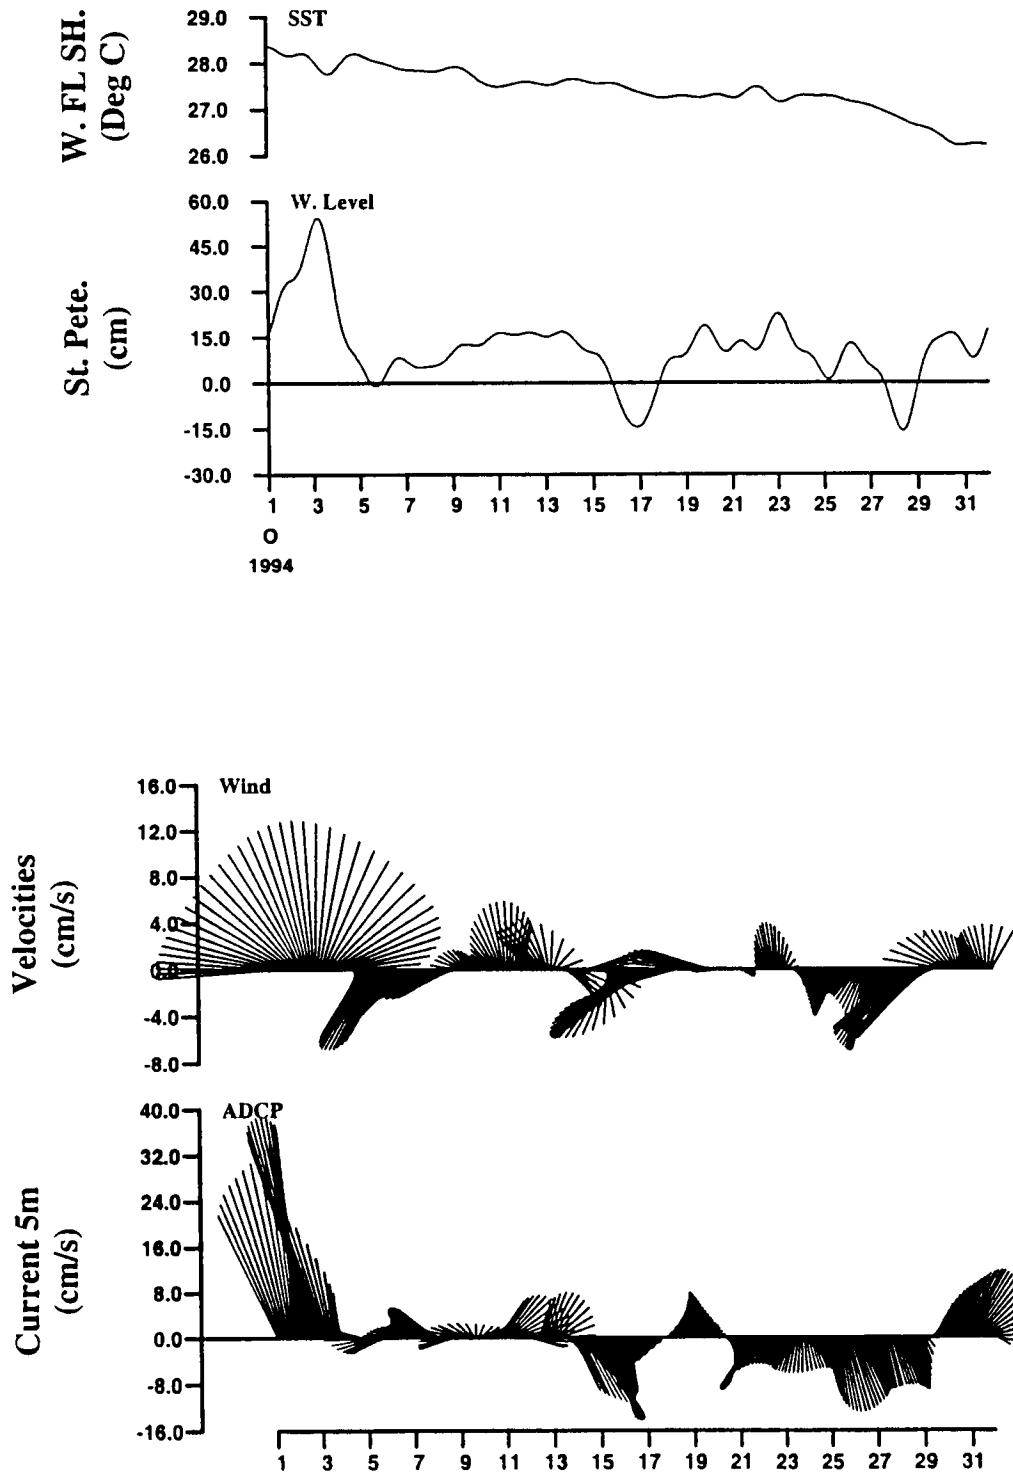 SST
W. FL SH.
(Deg C)
29.0
28.0
27.0
26.0
W. Level
St. Pete.
(cm)
60.0
45.0
30.0
15.0
0.0
-15.0
-30.0
1 3 5 7 9 11 13 15 17 19 21 23 25 27 29 31
O
1994
Wind
Velocities
(cm/s)
16.0
12.0
8.0
4.0
0.0
-4.0
-8.0
ADCP
Current 5m
(cm/s)
40.0
32.0
24.0
16.0
8.0
0.0
-8.0
-16.0
1 3 5 7 9 11 13 15 17 19 21 23 25 27 29 31